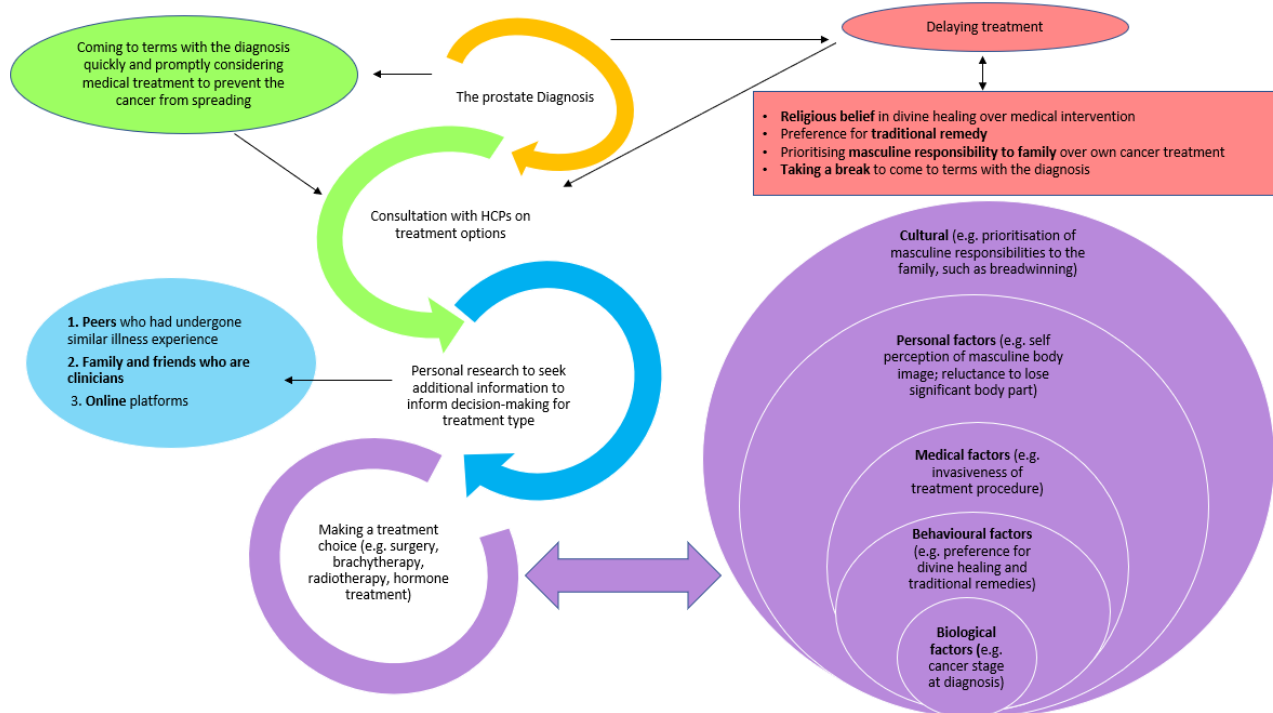 Coming to terms with the diagnosis
quickly and promptly considering
medical treatment to prevent the
cancer from spreading
The prostate Diagnosis
Delaying treatment
• Religious belief in divine healing over medical intervention
• Preference for traditional remedy
• Prioritising masculine responsibility to family over own cancer treatment
• Taking a break to come to terms with the diagnosis
Consultation with HCPs on
treatment options
1. Peers who had undergone
similar illness experience
2. Family and friends who are
clinicians
3. Online platforms
Personal research to seek
additional information to
inform decision-making for
treatment type
Making a treatment
choice (e.g. surgery,
brachytherapy,
radiotherapy, hormone
treatment)
Cultural (e.g. prioritisation of
masculine responsibilities to the
family, such as breadwinning)
Personal factors (e.g. self
perception of masculine body
image; reluctance to lose
significant body part)
Medical factors (e.g.
invasiveness of
treatment procedure)
Behavioural factors
(e.g. preference for
divine healing and
traditional remedies)
Biological
factors (e.g.
cancer stage
at diagnosis)